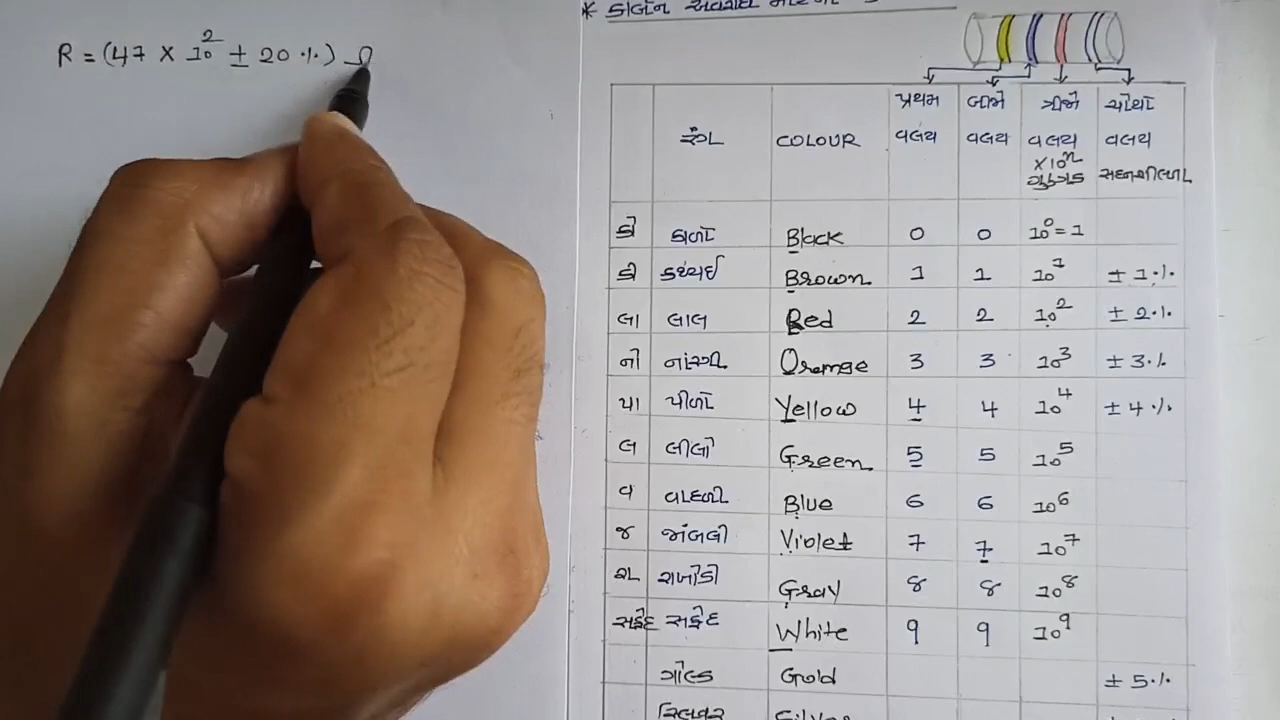 R = (47 × 10² ± 20 %) Ω
* કાર્બન અવરોધ
પ્રથમ વલય
બીજો વલય
ત્રીજો વલય ×10ⁿ ગુણાંક
ચોથો વલય
રંગ COLOUR
કો કાળો Black 0 0 10⁰=1
કો કથ્થઈ Brown 1 1 10¹ ± 1 %
લા લાલ Red 2 2 10² ± 2 %
નો નારંગી Orange 3 3 10³ ± 3 %
પા પીળો Yellow 4 4 10⁴ ± 4 %
લ લીલો Green 5 5 10⁵
વ વાદળી Blue 6 6 10⁶
જ જાંબલી Violet 7 7 10⁷
રા રાખોડી Gray 8 8 10⁸
સફેદ સફેદ White 9 9 10⁹
ગોલ્ડ Gold ± 5 %
સિલ્વર Silver